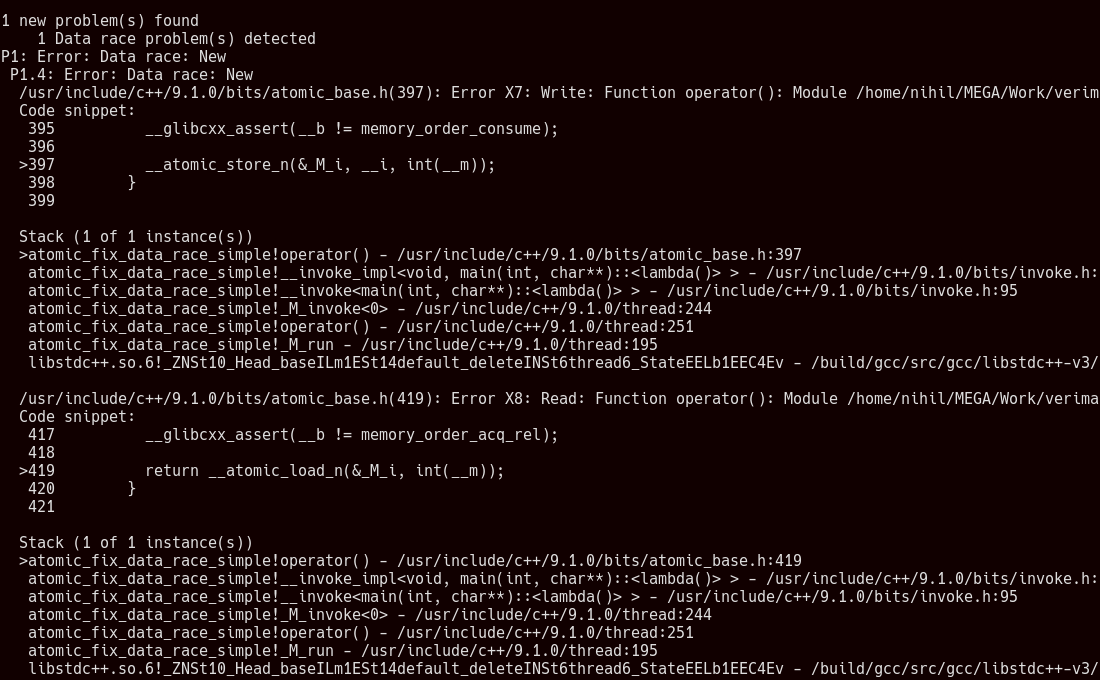 1 new problem(s) found
    1 Data race problem(s) detected
P1: Error: Data race: New
 P1.4: Error: Data race: New
  /usr/include/c++/9.1.0/bits/atomic_base.h(397): Error X7: Write: Function operator(): Module /home/nihil/MEGA/Work/verim
  Code snippet:
   395          __glibcxx_assert(__b != memory_order_consume);
   396
  >397          __atomic_store_n(&_M_i, __i, int(__m));
   398        }
   399
  Stack (1 of 1 instance(s))
  >atomic_fix_data_race_simple!operator() - /usr/include/c++/9.1.0/bits/atomic_base.h:397
   atomic_fix_data_race_simple!__invoke_impl<void, main(int, char**)::<lambda()> > - /usr/include/c++/9.1.0/bits/invoke.h:
   atomic_fix_data_race_simple!__invoke<main(int, char**)::<lambda()> > - /usr/include/c++/9.1.0/bits/invoke.h:95
   atomic_fix_data_race_simple!_M_invoke<0> - /usr/include/c++/9.1.0/thread:244
   atomic_fix_data_race_simple!operator() - /usr/include/c++/9.1.0/thread:251
   atomic_fix_data_race_simple!_M_run - /usr/include/c++/9.1.0/thread:195
   libstdc++.so.6!_ZNSt10_Head_baseILm1ESt14default_deleteINSt6thread6_StateEELb1EEC4Ev - /build/gcc/src/gcc/libstdc++-v3/
  /usr/include/c++/9.1.0/bits/atomic_base.h(419): Error X8: Read: Function operator(): Module /home/nihil/MEGA/Work/verima
  Code snippet:
   417          __glibcxx_assert(__b != memory_order_acq_rel);
   418
  >419          return __atomic_load_n(&_M_i, int(__m));
   420        }
   421
  Stack (1 of 1 instance(s))
  >atomic_fix_data_race_simple!operator() - /usr/include/c++/9.1.0/bits/atomic_base.h:419
   atomic_fix_data_race_simple!__invoke_impl<void, main(int, char**)::<lambda()> > - /usr/include/c++/9.1.0/bits/invoke.h:
   atomic_fix_data_race_simple!__invoke<main(int, char**)::<lambda()> > - /usr/include/c++/9.1.0/bits/invoke.h:95
   atomic_fix_data_race_simple!_M_invoke<0> - /usr/include/c++/9.1.0/thread:244
   atomic_fix_data_race_simple!operator() - /usr/include/c++/9.1.0/thread:251
   atomic_fix_data_race_simple!_M_run - /usr/include/c++/9.1.0/thread:195
   libstdc++.so.6!_ZNSt10_Head_baseILm1ESt14default_deleteINSt6thread6_StateEELb1EEC4Ev - /build/gcc/src/gcc/libstdc++-v3/